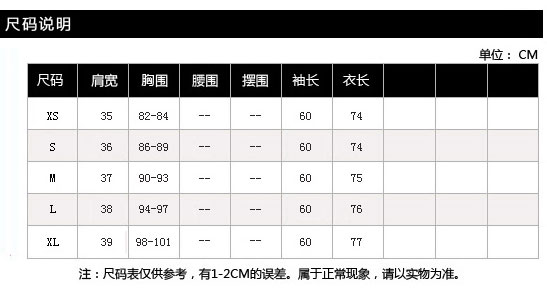 尺码说明
单位： CM
尺码 肩宽 胸围 腰围 摆围 袖长 衣长
XS 35 82-84 -- -- 60 74
S 36 86-89 -- -- 60 74
M 37 90-93 -- -- 60 75
L 38 94-97 -- -- 60 76
XL 39 98-101 -- -- 60 77
注：尺码表仅供参考，有1-2CM的误差。属于正常现象，请以实物为准。